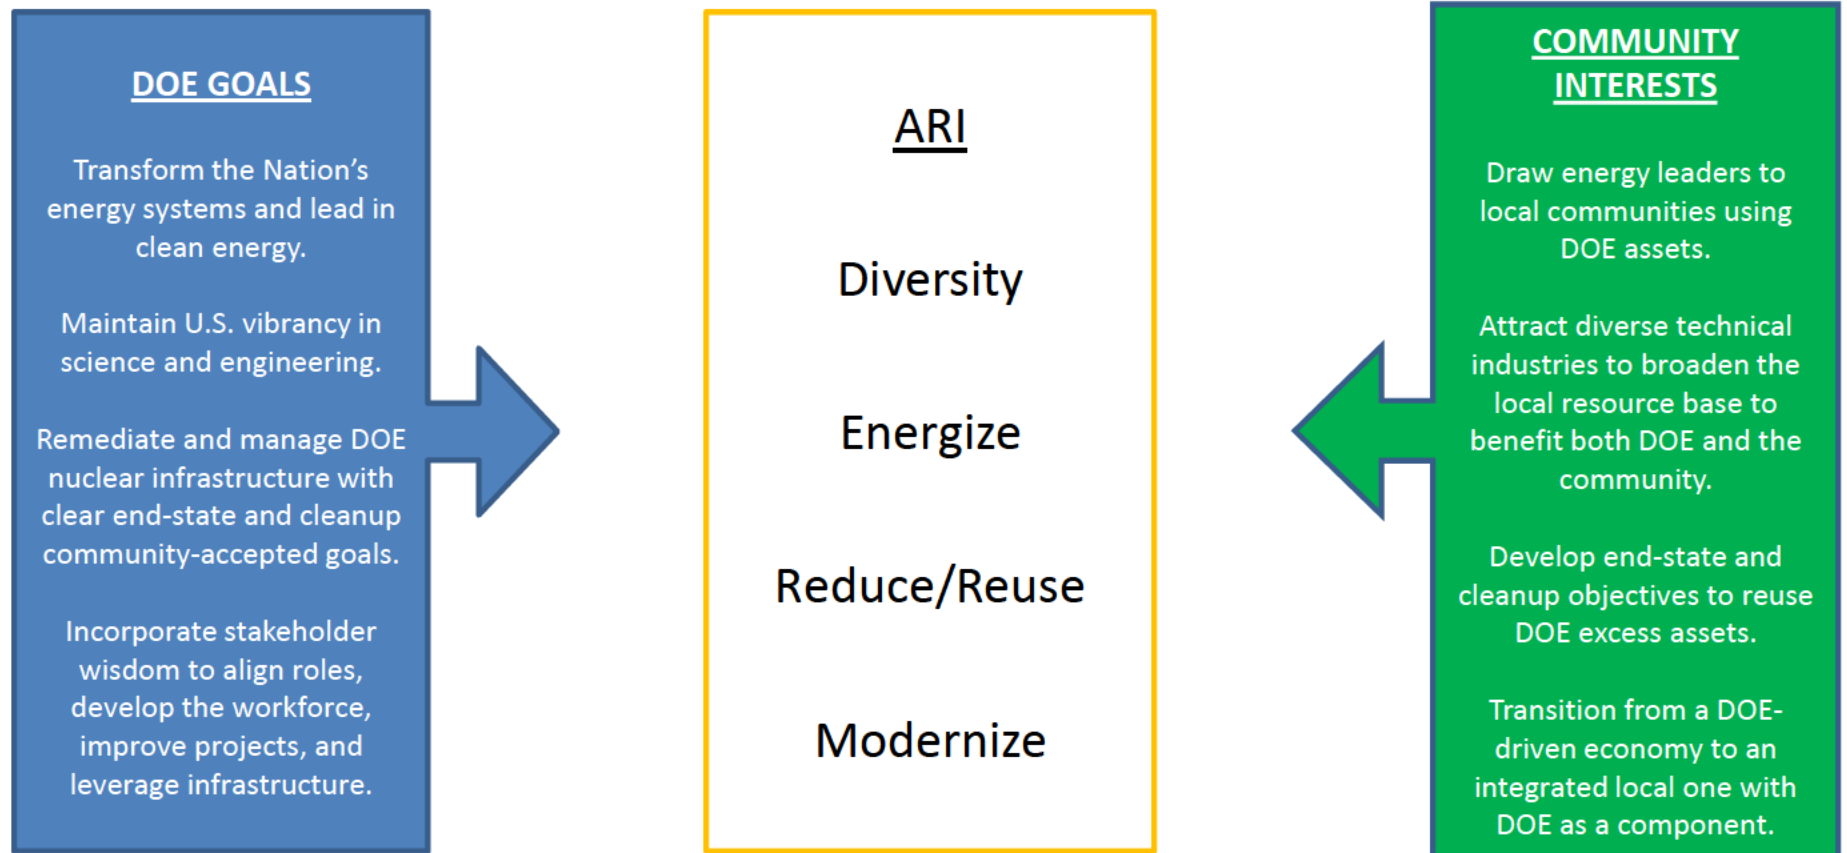 DOE GOALS
Transform the Nation’s
energy systems and lead in
clean energy.
Maintain U.S. vibrancy in
science and engineering.
Remediate and manage DOE
nuclear infrastructure with
clear end-state and cleanup
community-accepted goals.
Incorporate stakeholder
wisdom to align roles,
develop the workforce,
improve projects, and
leverage infrastructure.
ARI
Diversity
Energize
Reduce/Reuse
Modernize
COMMUNITY
INTERESTS
Draw energy leaders to
local communities using
DOE assets.
Attract diverse technical
industries to broaden the
local resource base to
benefit both DOE and the
community.
Develop end-state and
cleanup objectives to reuse
DOE excess assets.
Transition from a DOE-
driven economy to an
integrated local one with
DOE as a component.